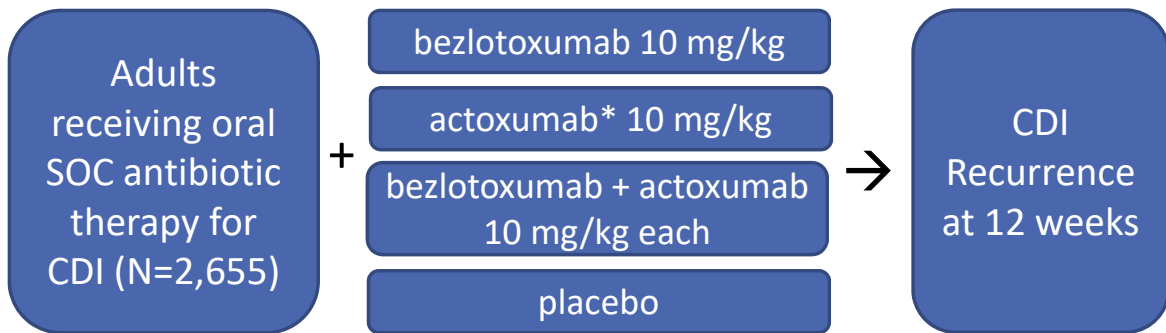 Adults
receiving oral
SOC antibiotic
therapy for
CDI (N=2,655)
+
bezlotoxumab 10 mg/kg
actoxumab* 10 mg/kg
bezlotoxumab + actoxumab
10 mg/kg each
placebo
→
CDI
Recurrence
at 12 weeks